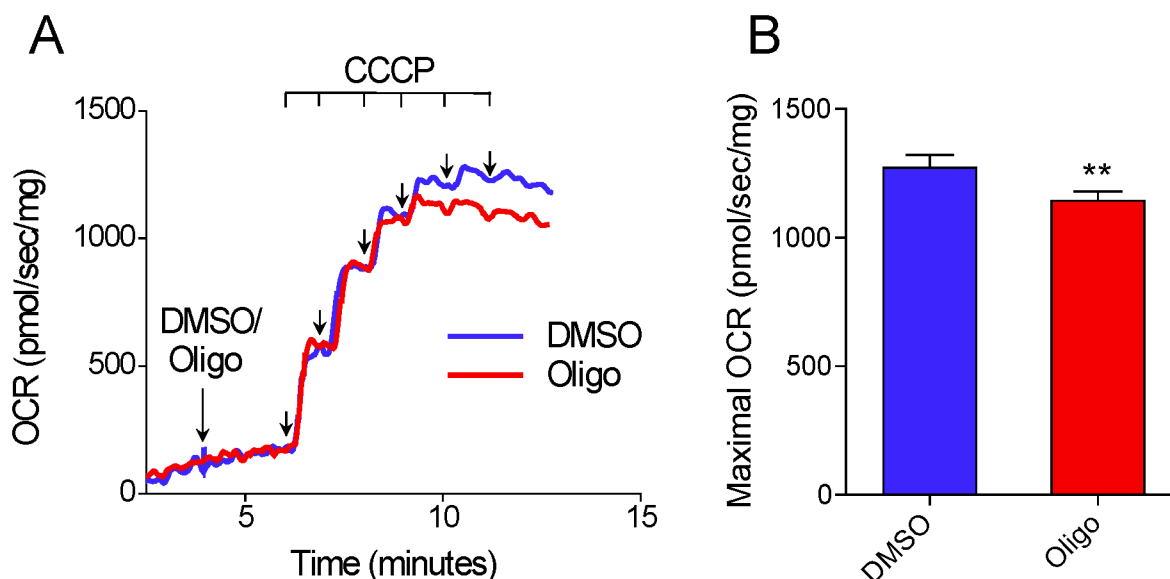 A
CCCP
1500
1000
500
0
OCR (pmol/sec/mg)
DMSO/
Oligo
DMSO
Oligo
5
10
15
Time (minutes)
B
1500
1000
500
0
Maximal OCR (pmol/sec/mg)
**
DMSO
Oligo